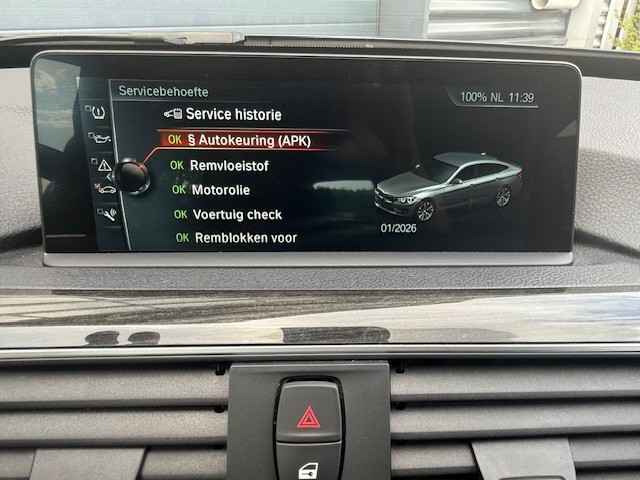 Servicebehoefte
100% NL 11:39
Service historie
OK § Autokeuring (APK)
OK Remvloeistof
OK Motorolie
OK Voertuig check
OK Remblokken voor
01/2026